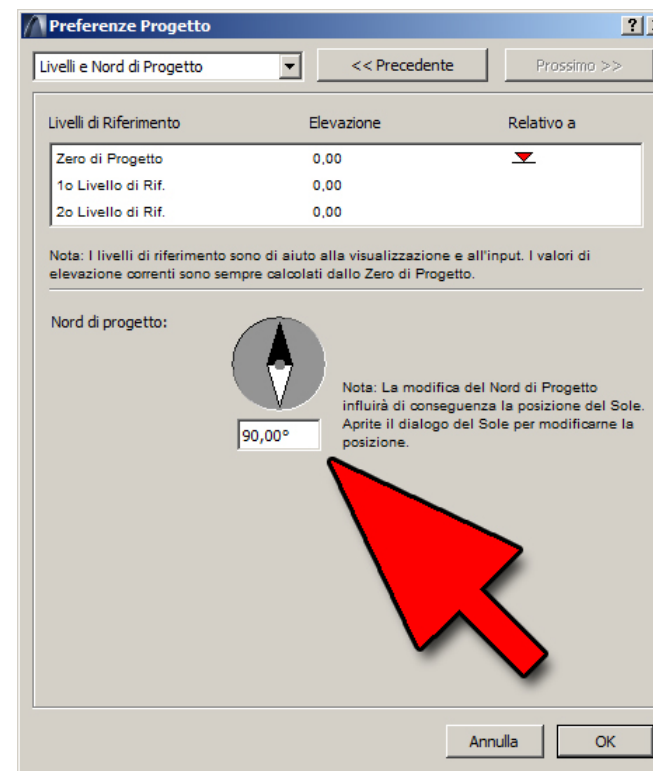 Preferenze Progetto ?
Livelli e Nord di Progetto << Precedente Prossimo >>
Livelli di Riferimento Elevazione Relativo a
Zero di Progetto 0,00
1o Livello di Rif. 0,00
2o Livello di Rif. 0,00
Nota: I livelli di riferimento sono di aiuto alla visualizzazione e all'input. I valori di
elevazione correnti sono sempre calcolati dallo Zero di Progetto.
Nord di progetto:
Nota: La modifica del Nord di Progetto
influirà di conseguenza la posizione del Sole.
Aprite il dialogo del Sole per modificarne la
posizione.
90,00°
Annulla OK